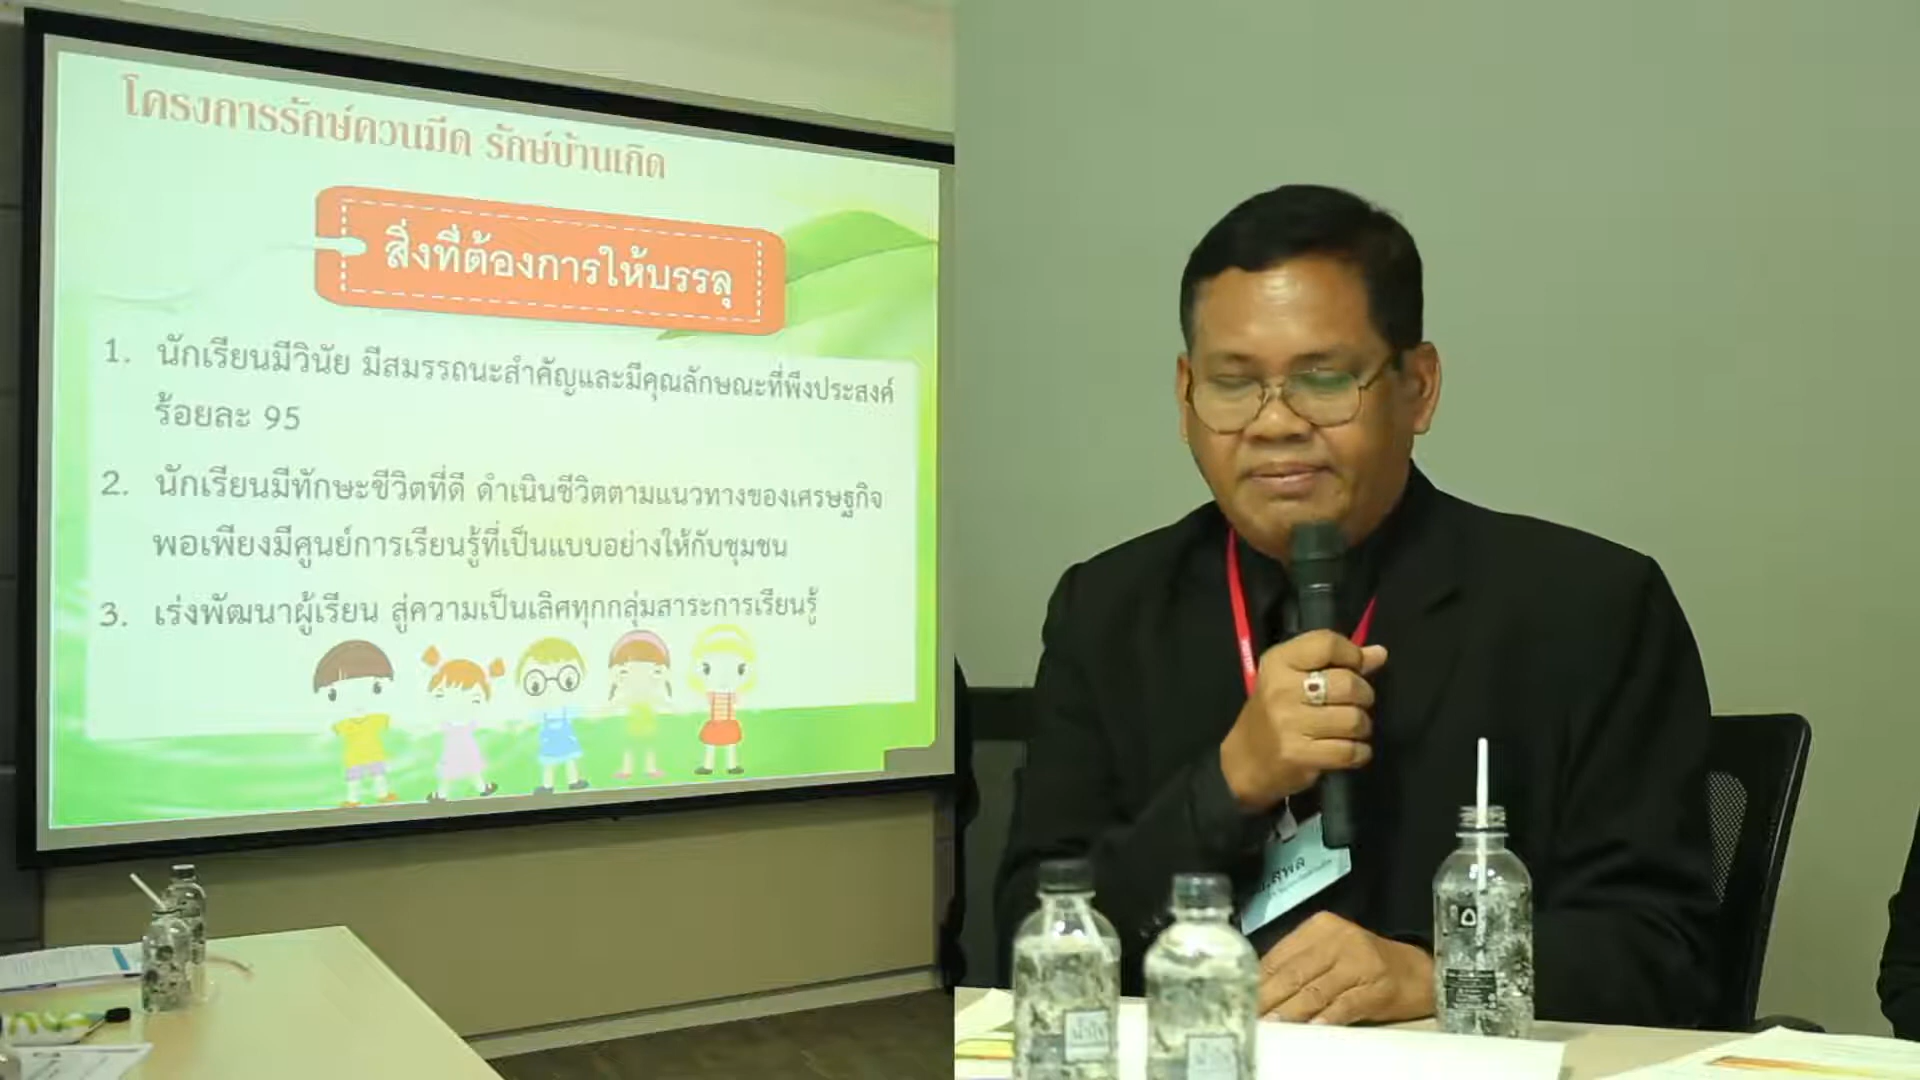 โครงการรักษ์ควนมีด รักษ์บ้านเกิด
สิ่งที่ต้องการให้บรรลุ
1. นักเรียนมีวินัย มีสมรรถนะสำคัญและมีคุณลักษณะที่พึงประสงค์
ร้อยละ 95
2. นักเรียนมีทักษะชีวิตที่ดี ดำเนินชีวิตตามแนวทางของเศรษฐกิจ
พอเพียงมีศูนย์การเรียนรู้ที่เป็นแบบอย่างให้กับชุมชน
3. เร่งพัฒนาผู้เรียน สู่ความเป็นเลิศทุกกลุ่มสาระการเรียนรู้
สุพล